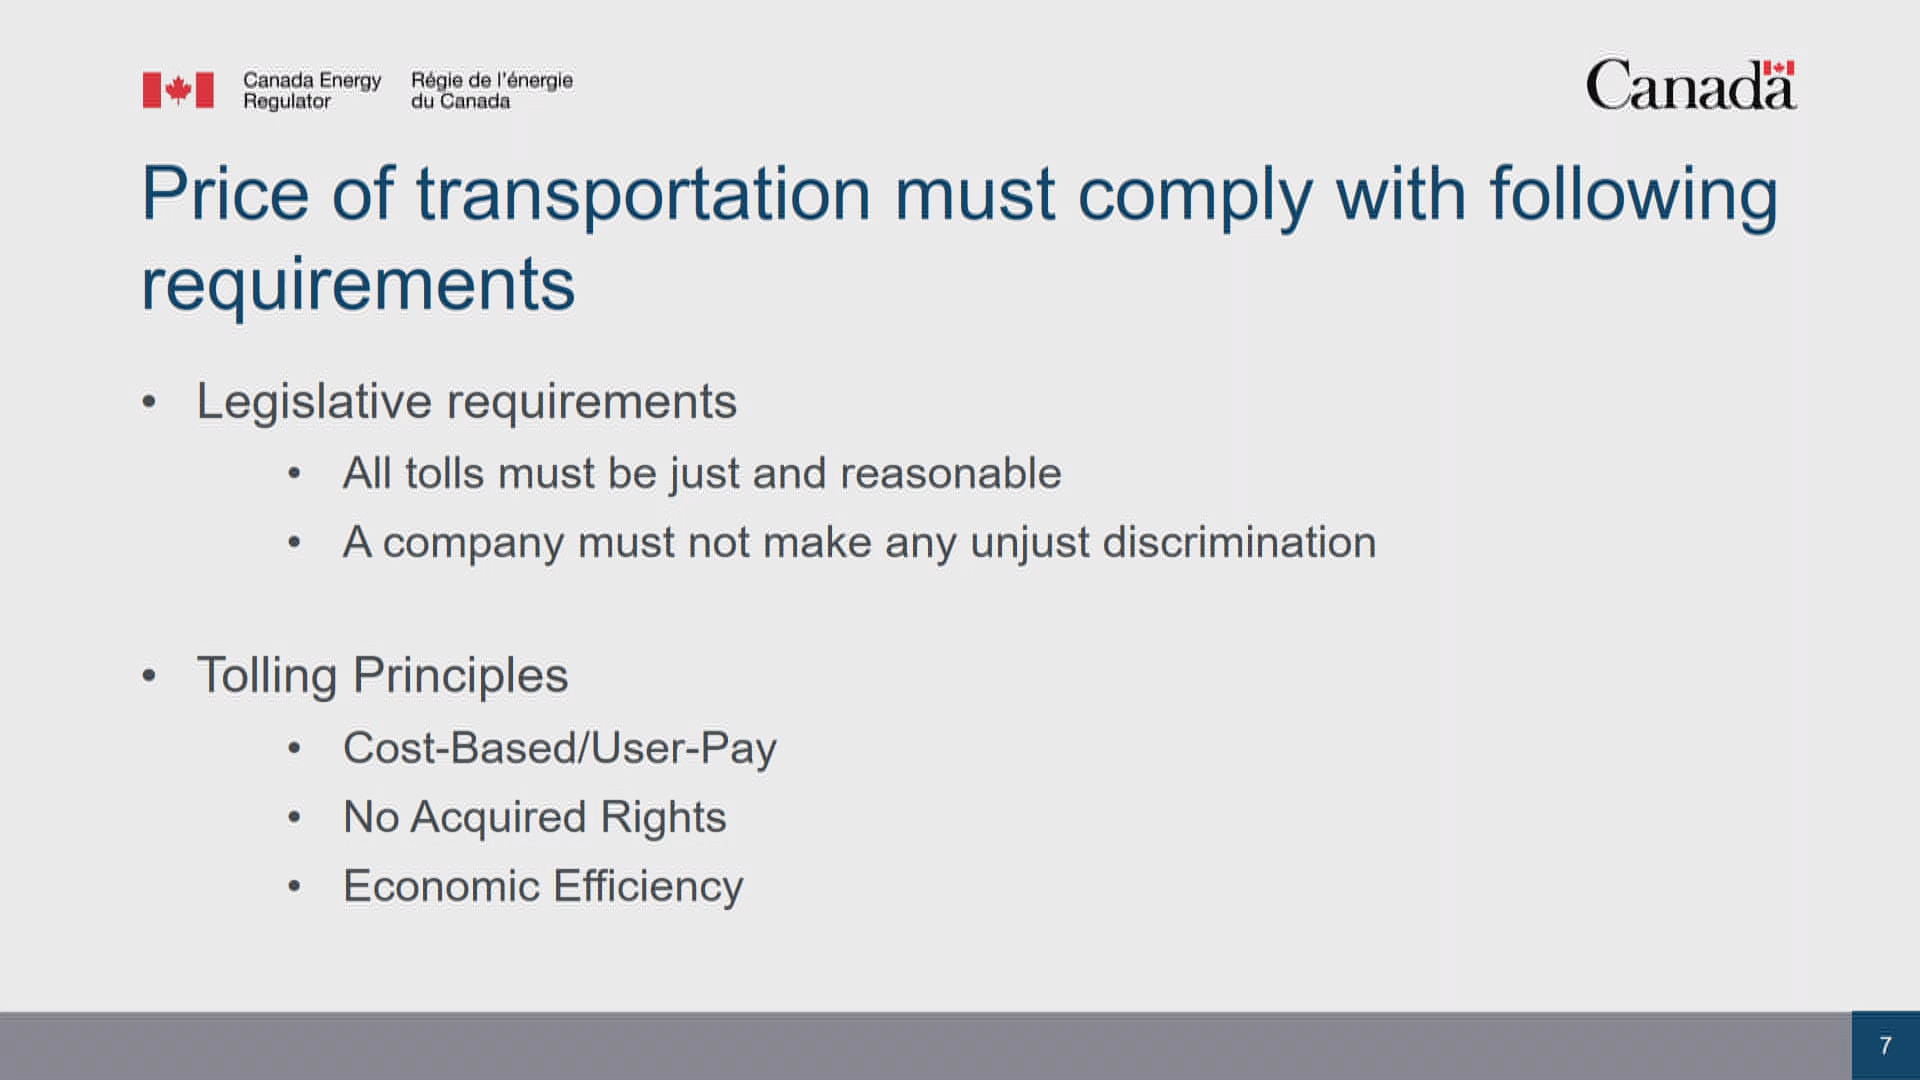 Canada Energy Regulator
Régie de l'énergie du Canada
Canada
Price of transportation must comply with following
requirements
• Legislative requirements
• All tolls must be just and reasonable
• A company must not make any unjust discrimination
• Tolling Principles
• Cost-Based/User-Pay
• No Acquired Rights
• Economic Efficiency
7